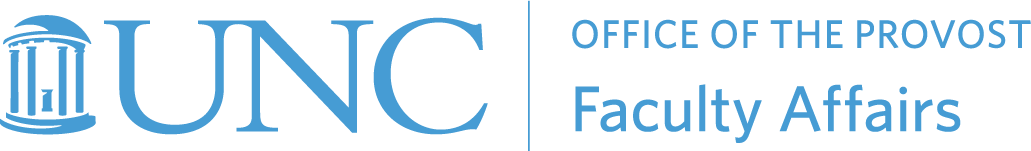 UNC
OFFICE OF THE PROVOST
Faculty Affairs